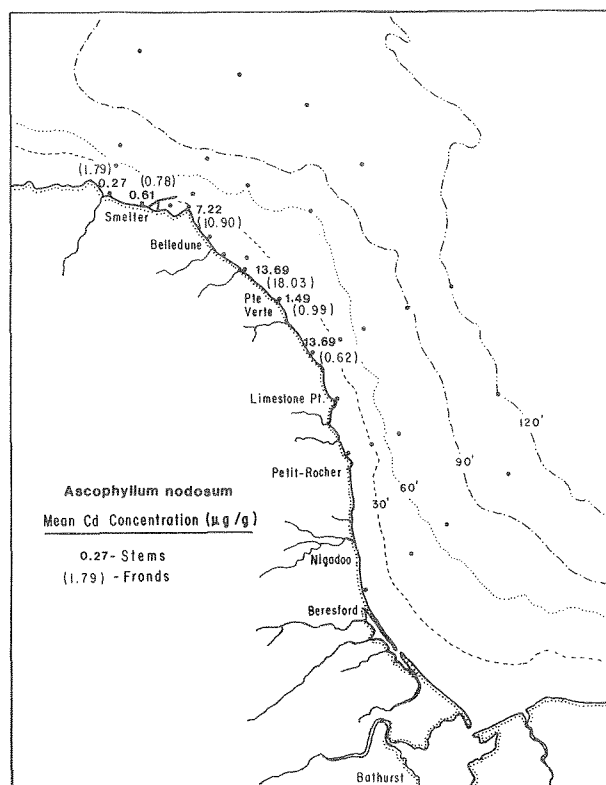 (1.79)
0.27
(0.78)
0.61
Smelter
7.22
(10.90)
Belledune
13.69
(18.03)
Pte
Verte
1.49
(0.99)
13.69
(0.62)
Limestone Pt.
120'
90'
60'
30'
Petit-Rocher
Ascophyllum nodosum
Mean Cd Concentration (µg/g)
0.27- Stems
(1.79) - Fronds
Nigadoo
Beresford
Bathurst